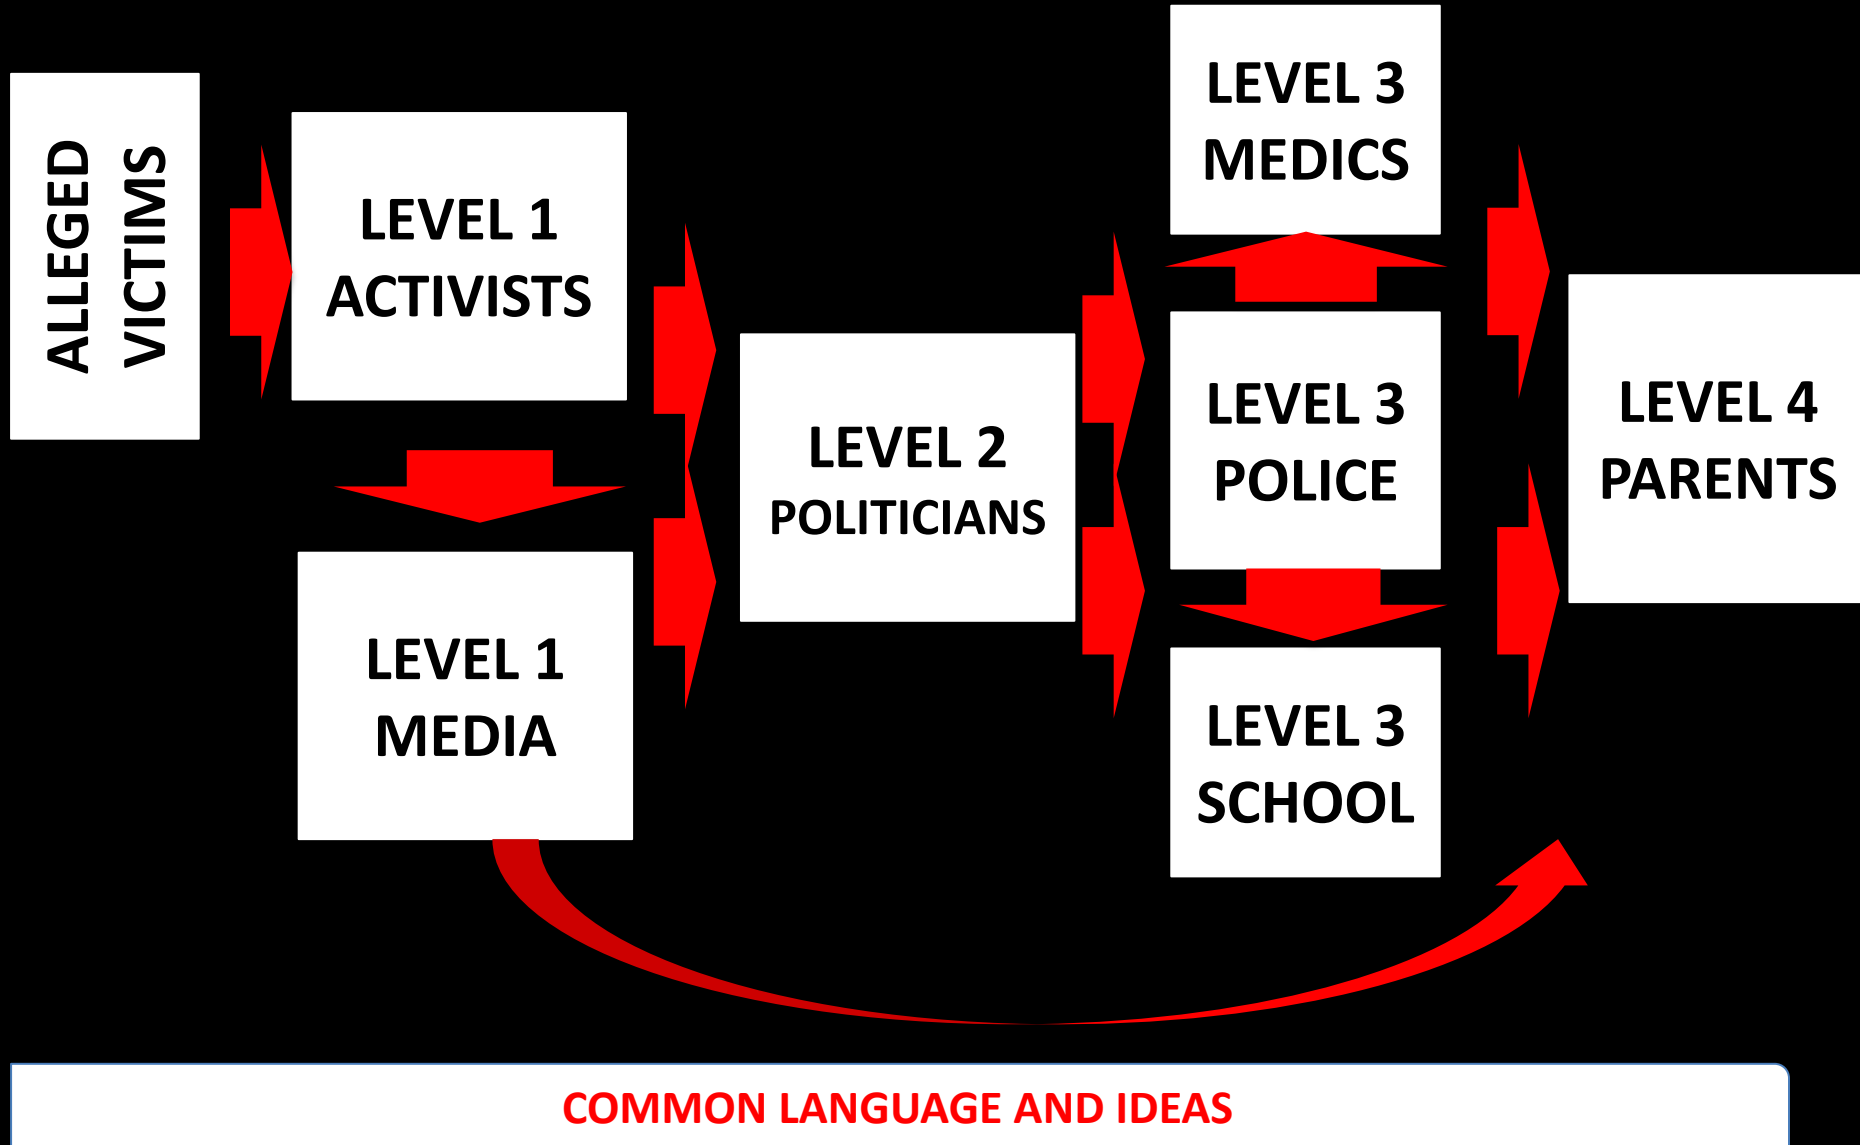 ALLEGED
VICTIMS
LEVEL 1
ACTIVISTS
LEVEL 1
MEDIA
LEVEL 2
POLITICIANS
LEVEL 3
MEDICS
LEVEL 3
POLICE
LEVEL 3
SCHOOL
LEVEL 4
PARENTS
COMMON LANGUAGE AND IDEAS